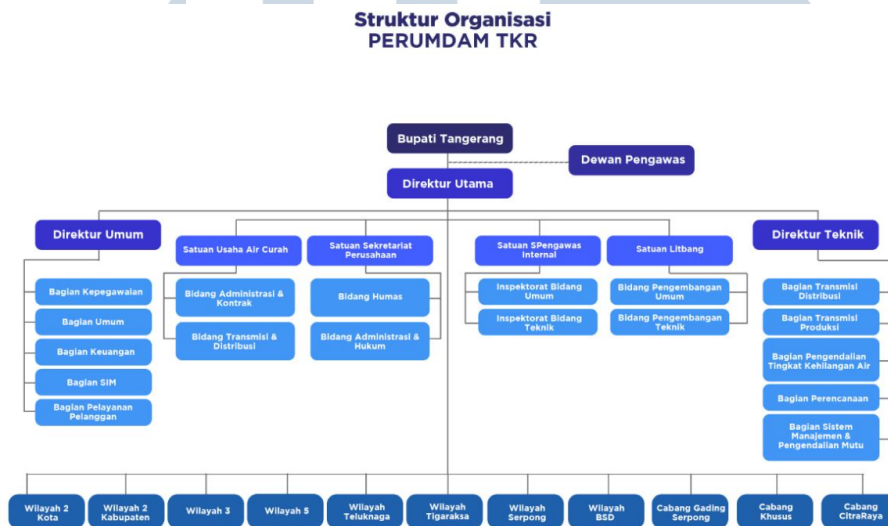 Struktur Organisasi
PERUMDAM TKR
Bupati Tangerang
Dewan Pengawas
Direktur Utama
Direktur Umum
Satuan Usaha Air Curah
Satuan Sekretariat
Perusahaan
Satuan SPengawas
Internal
Satuan Litbang
Direktur Teknik
Bagian Kepegawaian
Bagian Umum
Bagian Keuangan
Bagian SIM
Bagian Pelayanan
Pelanggan
Bidang Administrasi &
Kontrak
Bidang Transmisi &
Distribusi
Bidang Humas
Bidang Administrasi &
Hukum
Inspektorat Bidang
Umum
Inspektorat Bidang
Teknik
Bidang Pengembangan
Umum
Bidang Pengembangan
Teknik
Bagian Transmisi
Distribusi
Bagian Transmisi
Produksi
Bagian Pengendalian
Tingkat Kehilangan Air
Bagian Perencanaan
Bagian Sistem
Manajemen &
Pengendalian Mutu
Wilayah 2
Kota
Wilayah 2
Kabupaten
Wilayah 3
Wilayah 5
Wilayah
Teluknaga
Wilayah
Tigaraksa
Wilayah
Serpong
Wilayah
BSD
Cabang Gading
Serpong
Cabang
Khusus
Cabang
CitraRaya